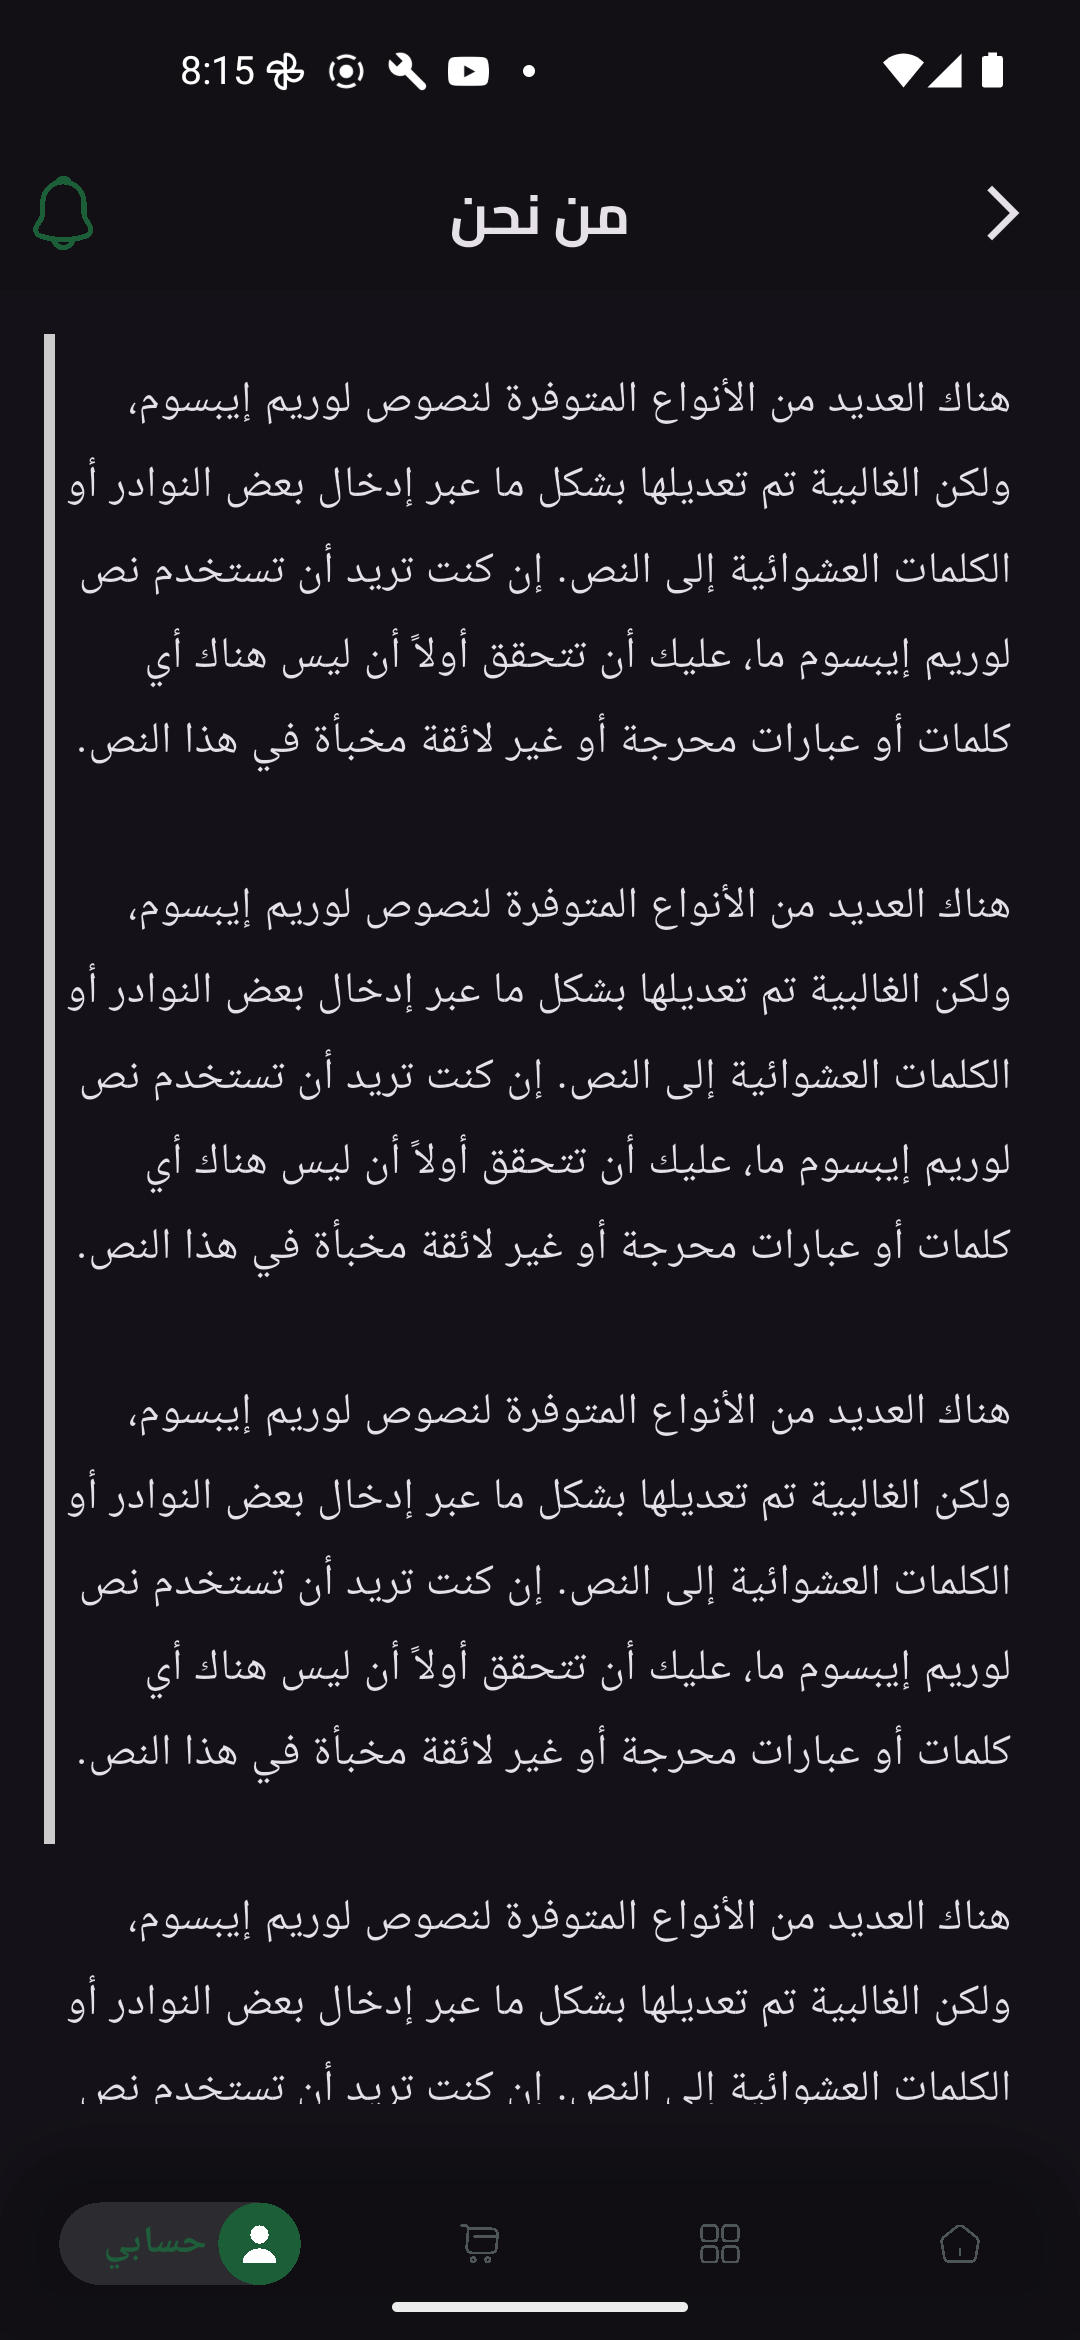 8:15
من نحن
هناك العديد من الأنواع المتوفرة لنصوص لوريم إيبسوم،
ولكن الغالبية تم تعديلها بشكل ما عبر إدخال بعض النوادر أو
الكلمات العشوائية إلى النص. إن كنت تريد أن تستخدم نص
لوريم إيبسوم ما، عليك أن تتحقق أولاً أن ليس هناك أي
كلمات أو عبارات محرجة أو غير لائقة مخبأة في هذا النص.
هناك العديد من الأنواع المتوفرة لنصوص لوريم إيبسوم،
ولكن الغالبية تم تعديلها بشكل ما عبر إدخال بعض النوادر أو
الكلمات العشوائية إلى النص. إن كنت تريد أن تستخدم نص
لوريم إيبسوم ما، عليك أن تتحقق أولاً أن ليس هناك أي
كلمات أو عبارات محرجة أو غير لائقة مخبأة في هذا النص.
هناك العديد من الأنواع المتوفرة لنصوص لوريم إيبسوم،
ولكن الغالبية تم تعديلها بشكل ما عبر إدخال بعض النوادر أو
الكلمات العشوائية إلى النص. إن كنت تريد أن تستخدم نص
لوريم إيبسوم ما، عليك أن تتحقق أولاً أن ليس هناك أي
كلمات أو عبارات محرجة أو غير لائقة مخبأة في هذا النص.
هناك العديد من الأنواع المتوفرة لنصوص لوريم إيبسوم،
ولكن الغالبية تم تعديلها بشكل ما عبر إدخال بعض النوادر أو
الكلمات العشوائية إلى النص. إن كنت تريد أن تستخدم نص
حسابي